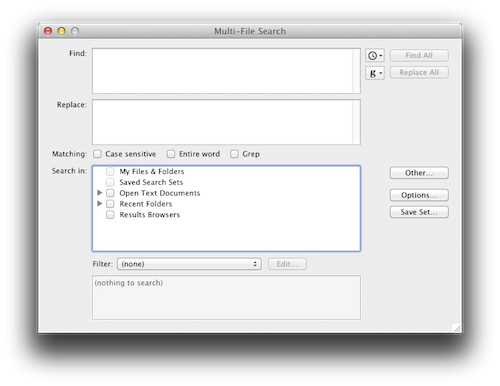 Multi-File Search
Find:
Find All
g
Replace All
Replace:
Matching: Case sensitive Entire word Grep
Search in:
My Files & Folders
Saved Search Sets
Open Text Documents
Recent Folders
Results Browsers
Other...
Options...
Save Set...
Filter: (none) Edit...
(nothing to search)